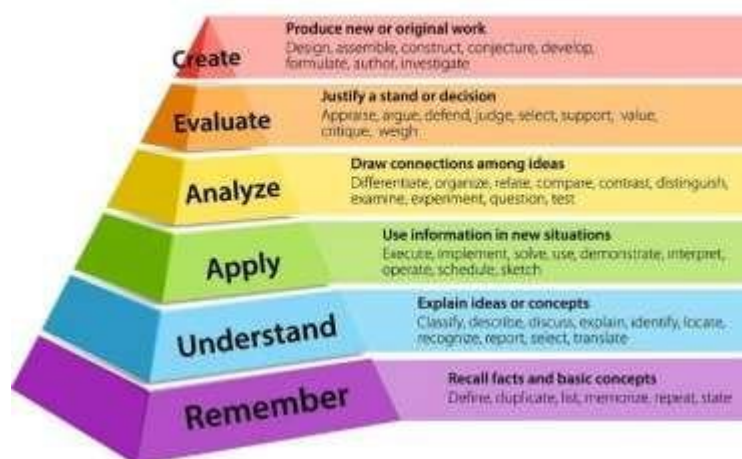 Create
Produce new or original work
Design, assemble, construct, conjecture, develop,
formulate, author, investigate
Evaluate
Justify a stand or decision
Appraise, argue, defend, judge, select, support, value,
critique, weigh
Analyze
Draw connections among ideas
Differentiate, organize, relate, compare, contrast, distinguish,
examine, experiment, question, test
Apply
Use information in new situations
Execute, implement, solve, use, demonstrate, interpret,
operate, schedule, sketch
Understand
Explain ideas or concepts
Classify, describe, discuss, explain, identify, locate,
recognize, report, select, translate
Remember
Recall facts and basic concepts
Define, duplicate, list, memorize, repeat, state